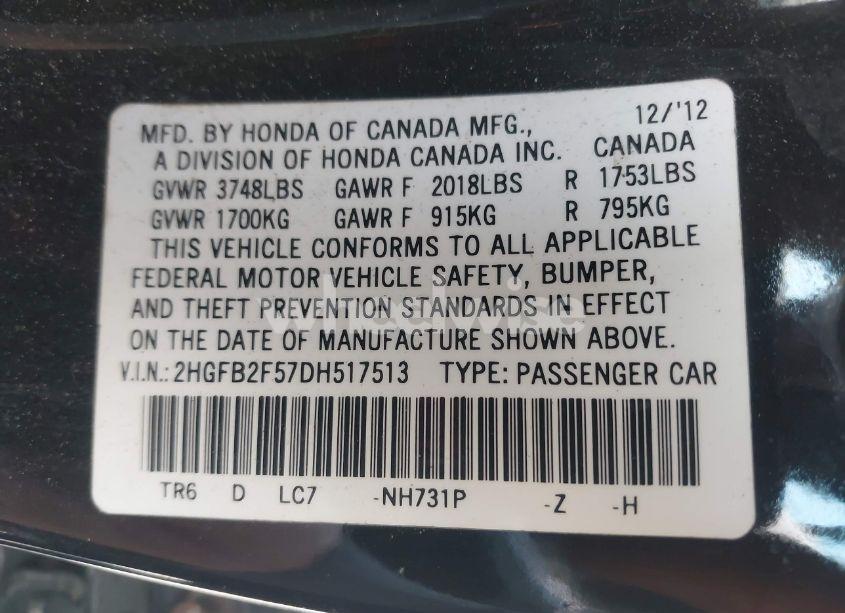 12/'12
MFD. BY HONDA OF CANADA MFG.,
A DIVISION OF HONDA CANADA INC. CANADA
GVWR 3748LBS GAWR F 2018LBS R 1753LBS
GVWR 1700KG GAWR F 915KG R 795KG
THIS VEHICLE CONFORMS TO ALL APPLICABLE
FEDERAL MOTOR VEHICLE SAFETY, BUMPER,
AND THEFT PREVENTION STANDARDS IN EFFECT
ON THE DATE OF MANUFACTURE SHOWN ABOVE.
V.I.N.: 2HGFB2F57DH517513 TYPE: PASSENGER CAR
TR6 D LC7 -NH731P -Z -H